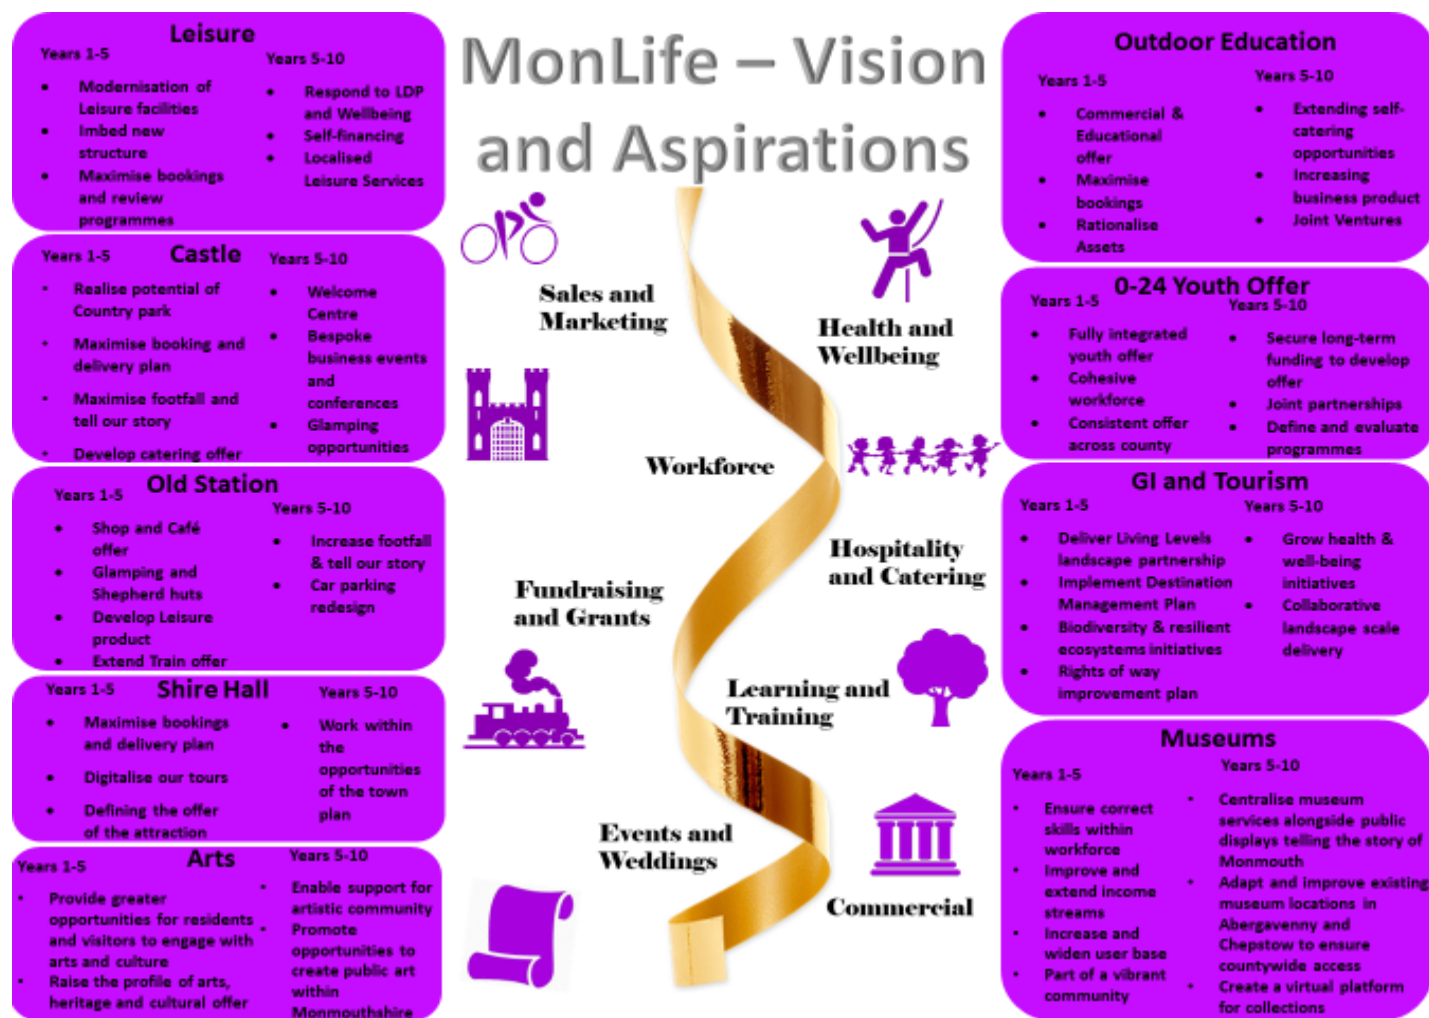 MonLife – Vision
and Aspirations
Leisure
Years 1-5
• Modernisation of
Leisure facilities
• Imbed new
structure
• Maximise bookings
and review
programmes
Years 5-10
• Respond to LDP
and Wellbeing
• Self-financing
• Localised
Leisure Services
Castle
Years 1-5
• Realise potential of
Country park
• Maximise booking and
delivery plan
• Maximise footfall and
tell our story
• Develop catering offer
Years 5-10
• Welcome
Centre
• Bespoke
business events
and
conferences
• Glamping
opportunities
Old Station
Years 1-5
• Shop and Café
offer
• Glamping and
Shepherd huts
• Develop Leisure
product
• Extend Train offer
Years 5-10
• Increase footfall
& tell our story
• Car parking
redesign
Shire Hall
Years 1-5
• Maximise bookings
and delivery plan
• Digitalise our tours
• Defining the offer
of the attraction
Years 5-10
• Work within
the
opportunities
of the town
plan
Arts
Years 1-5
• Provide greater
opportunities for residents
and visitors to engage with
arts and culture
• Raise the profile of arts,
heritage and cultural offer
Years 5-10
• Enable support for
artistic community
• Promote
opportunities to
create public art
within
Monmouthshire
Sales and
Marketing
Health and
Wellbeing
Workforce
Hospitality
and Catering
Fundraising
and Grants
Learning and
Training
Events and
Weddings
Commercial
Outdoor Education
Years 1-5
• Commercial &
Educational
offer
• Maximise
bookings
• Rationalise
Assets
Years 5-10
• Extending self-
catering
opportunities
• Increasing
business product
• Joint Ventures
0-24 Youth Offer
Years 1-5
• Fully integrated
youth offer
• Cohesive
workforce
• Consistent offer
across county
Years 5-10
• Secure long-term
funding to develop
offer
• Joint partnerships
• Define and evaluate
programmes
GI and Tourism
Years 1-5
• Deliver Living Levels
landscape partnership
• Implement Destination
Management Plan
• Biodiversity & resilient
ecosystems initiatives
• Rights of way
improvement plan
Years 5-10
• Grow health &
well-being
initiatives
• Collaborative
landscape scale
delivery
Museums
Years 1-5
• Ensure correct
skills within
workforce
• Improve and
extend income
streams
• Increase and
widen user base
• Part of a vibrant
community
Years 5-10
• Centralise museum
services alongside public
displays telling the story of
Monmouth
• Adapt and improve existing
museum locations in
Abergavenny and
Chepstow to ensure
countywide access
• Create a virtual platform
for collections